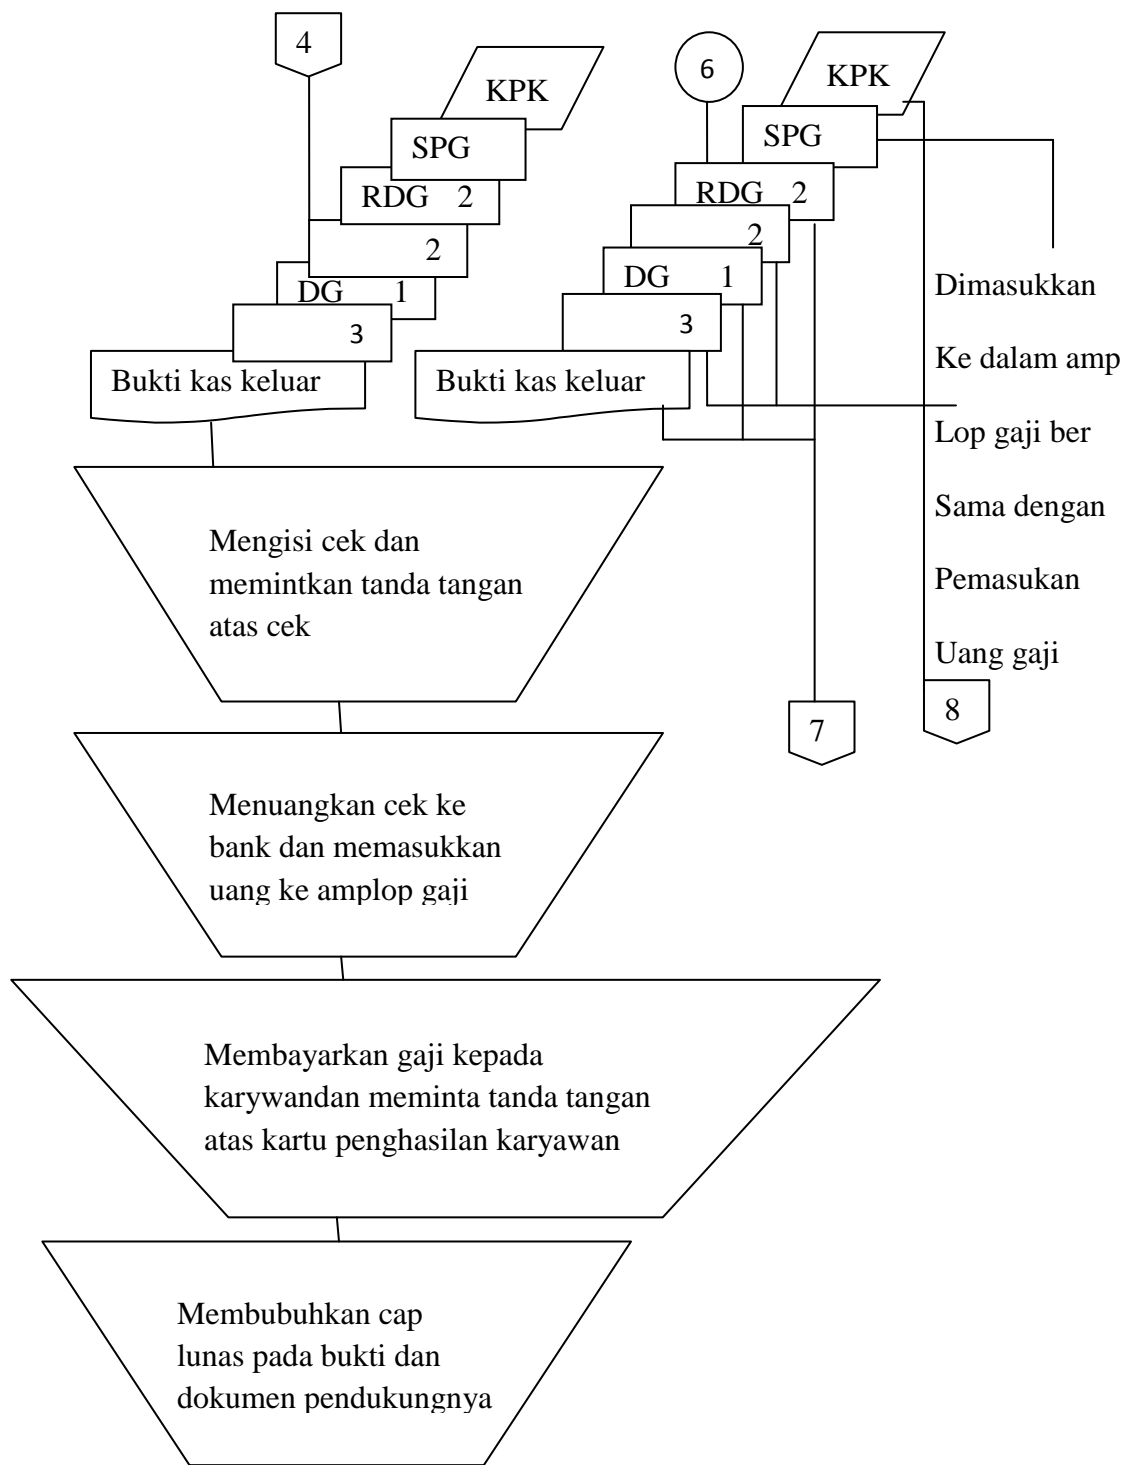 4
KPK
SPG
RDG 2
2
DG 1
3
Bukti kas keluar
6
KPK
SPG
RDG 2
2
DG 1
3
Bukti kas keluar
Dimasukkan
Ke dalam amp
Lop gaji ber
Sama dengan
Pemasukan
Uang gaji
7
8
Mengisi cek dan
memintkan tanda tangan
atas cek
Menuangkan cek ke
bank dan memasukkan
uang ke amplop gaji
Membayarkan gaji kepada
karywandan meminta tanda tangan
atas kartu penghasilan karyawan
Membubuhkan cap
lunas pada bukti dan
dokumen pendukungnya